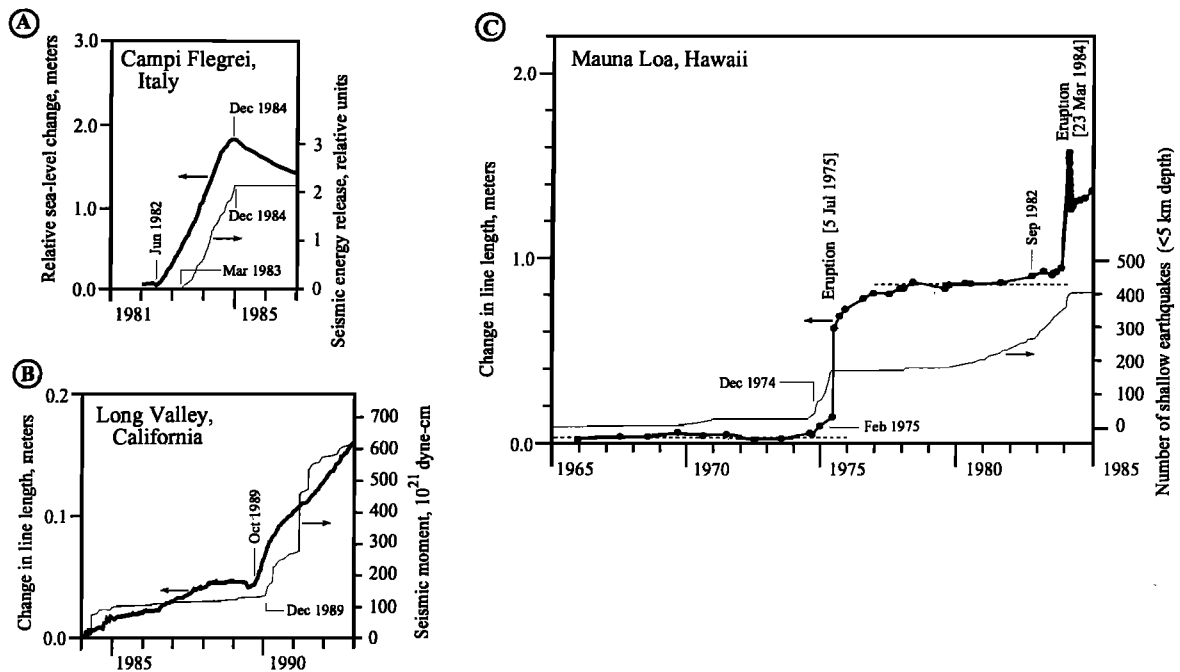 A
Campi Flegrei,
Italy
Relative sea-level change, meters
3.0
2.0
1.0
0.0
Dec 1984
Jun 1982
Dec 1984
Mar 1983
3
2
1
0
Seismic energy release, relative units
1981
1985
B
Long Valley,
California
Change in line length, meters
0.2
0.1
0.0
Oct 1989
Dec 1989
700
600
500
400
300
200
100
0
Seismic moment, 10²¹ dyne-cm
1985
1990
C
Mauna Loa, Hawaii
Change in line length, meters
2.0
1.0
0.0
Eruption [5 Jul 1975]
Sep 1982
Eruption
[23 Mar 1984]
Dec 1974
Feb 1975
500
400
300
200
100
0
Number of shallow earthquakes (<5 km depth)
1965
1970
1975
1980
1985